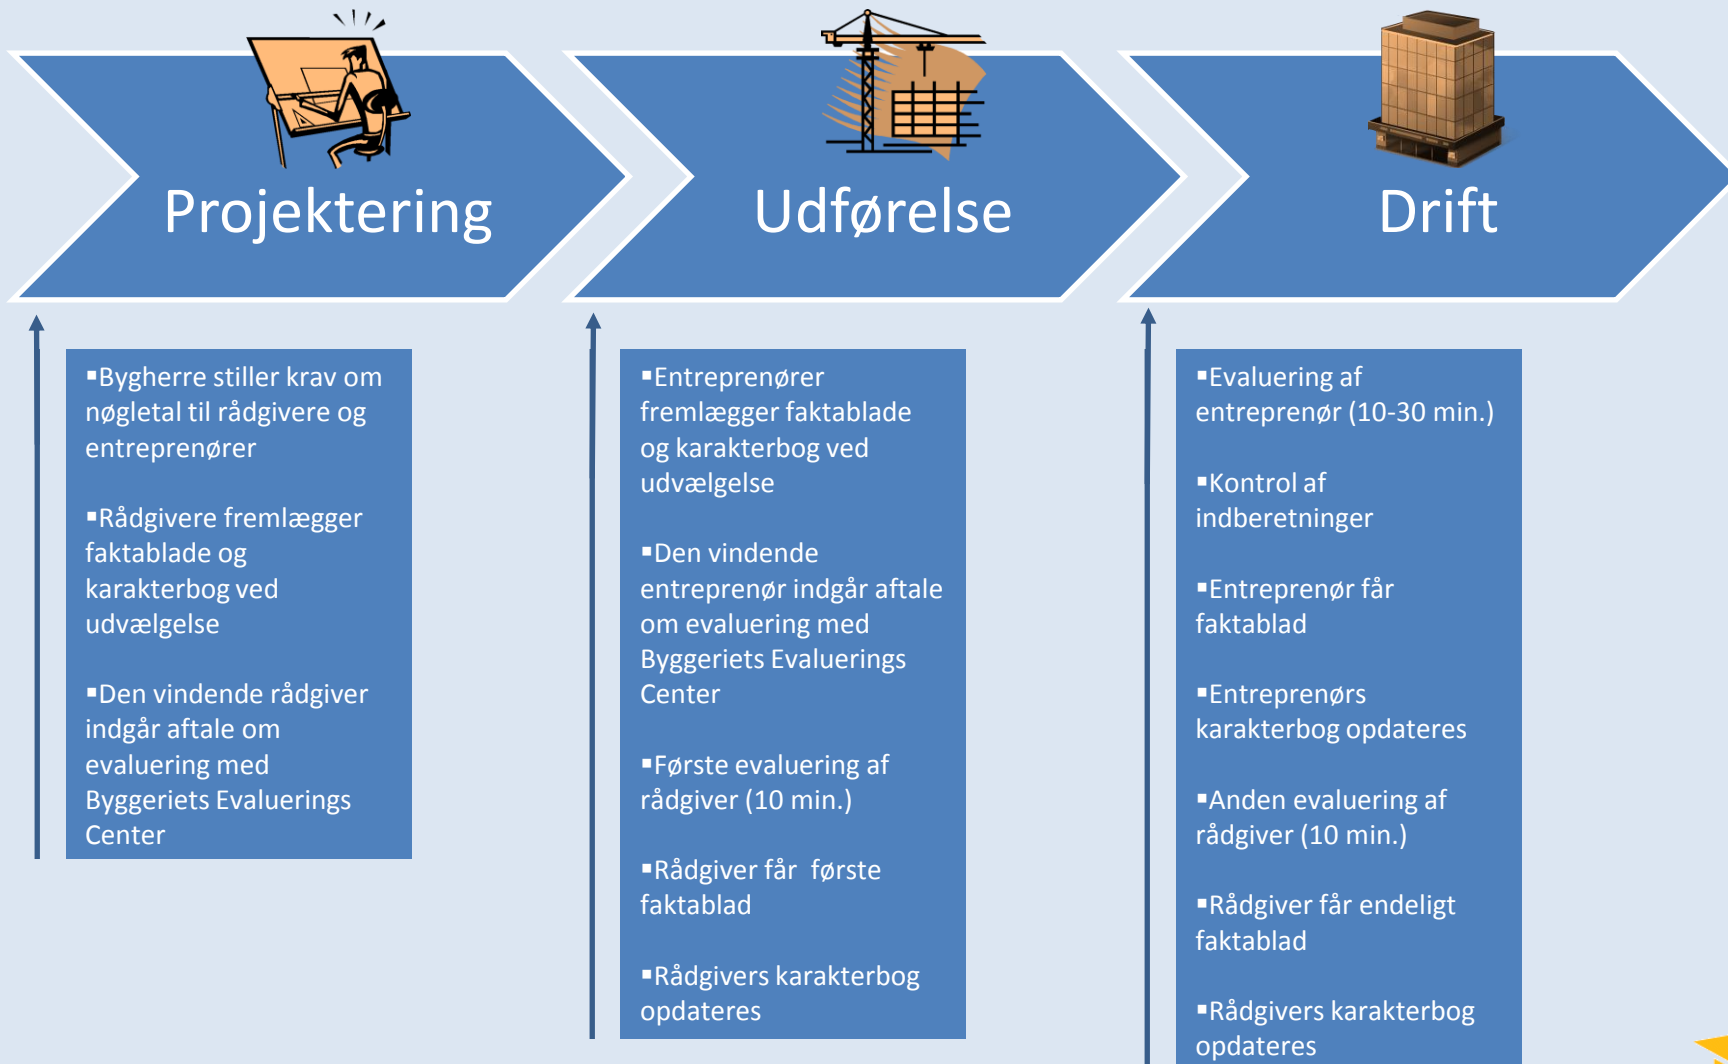 Projektering
▪Bygherre stiller krav om
nøgletal til rådgivere og
entreprenører
▪Rådgivere fremlægger
faktablade og
karakterbog ved
udvælgelse
▪Den vindende rådgiver
indgår aftale om
evaluering med
Byggeriets Evaluerings
Center
Udførelse
▪Entreprenører
fremlægger faktablade
og karakterbog ved
udvælgelse
▪Den vindende
entreprenør indgår aftale
om evaluering med
Byggeriets Evaluerings
Center
▪Første evaluering af
rådgiver (10 min.)
▪Rådgiver får første
faktablad
▪Rådgivers karakterbog
opdateres
Drift
▪Evaluering af
entreprenør (10-30 min.)
▪Kontrol af
indberetninger
▪Entreprenør får
faktablad
▪Entreprenørs
karakterbog opdateres
▪Anden evaluering af
rådgiver (10 min.)
▪Rådgiver får endeligt
faktablad
▪Rådgivers karakterbog
opdateres